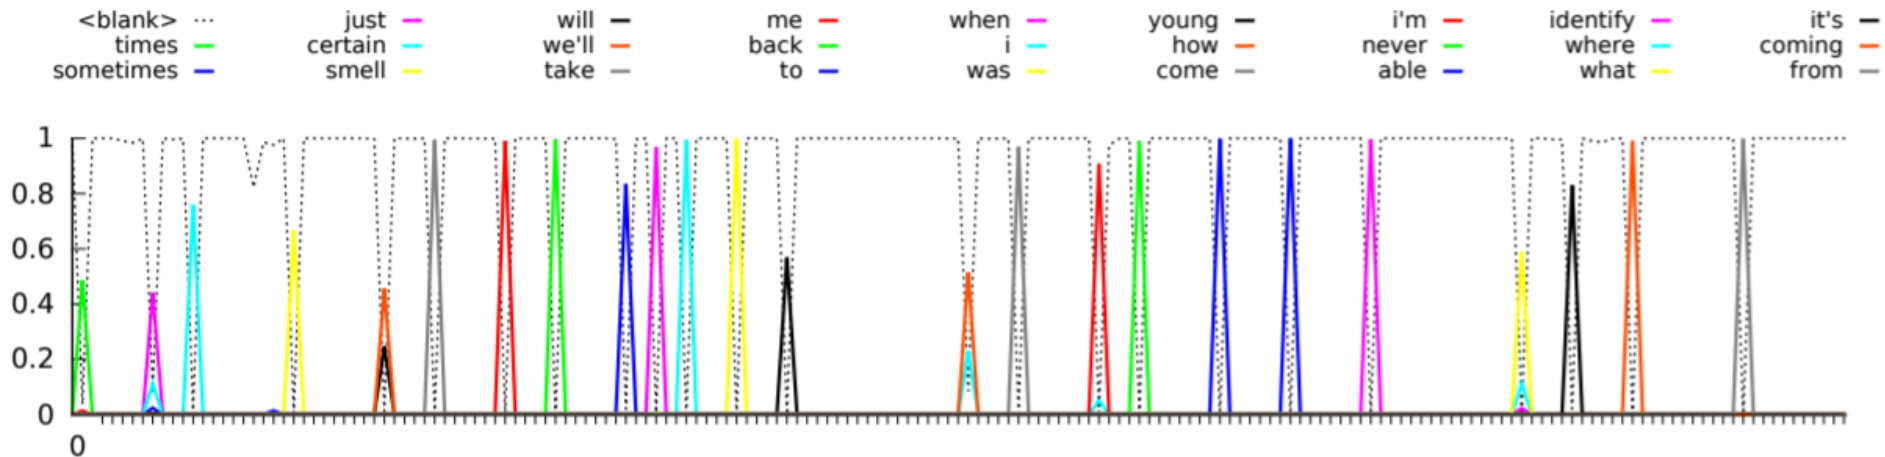 <blank> just will me when young i'm identify it's
times certain we'll back i how never where coming
sometimes smell take to was come able what from
1
0.8
0.6
0.4
0.2
0
0